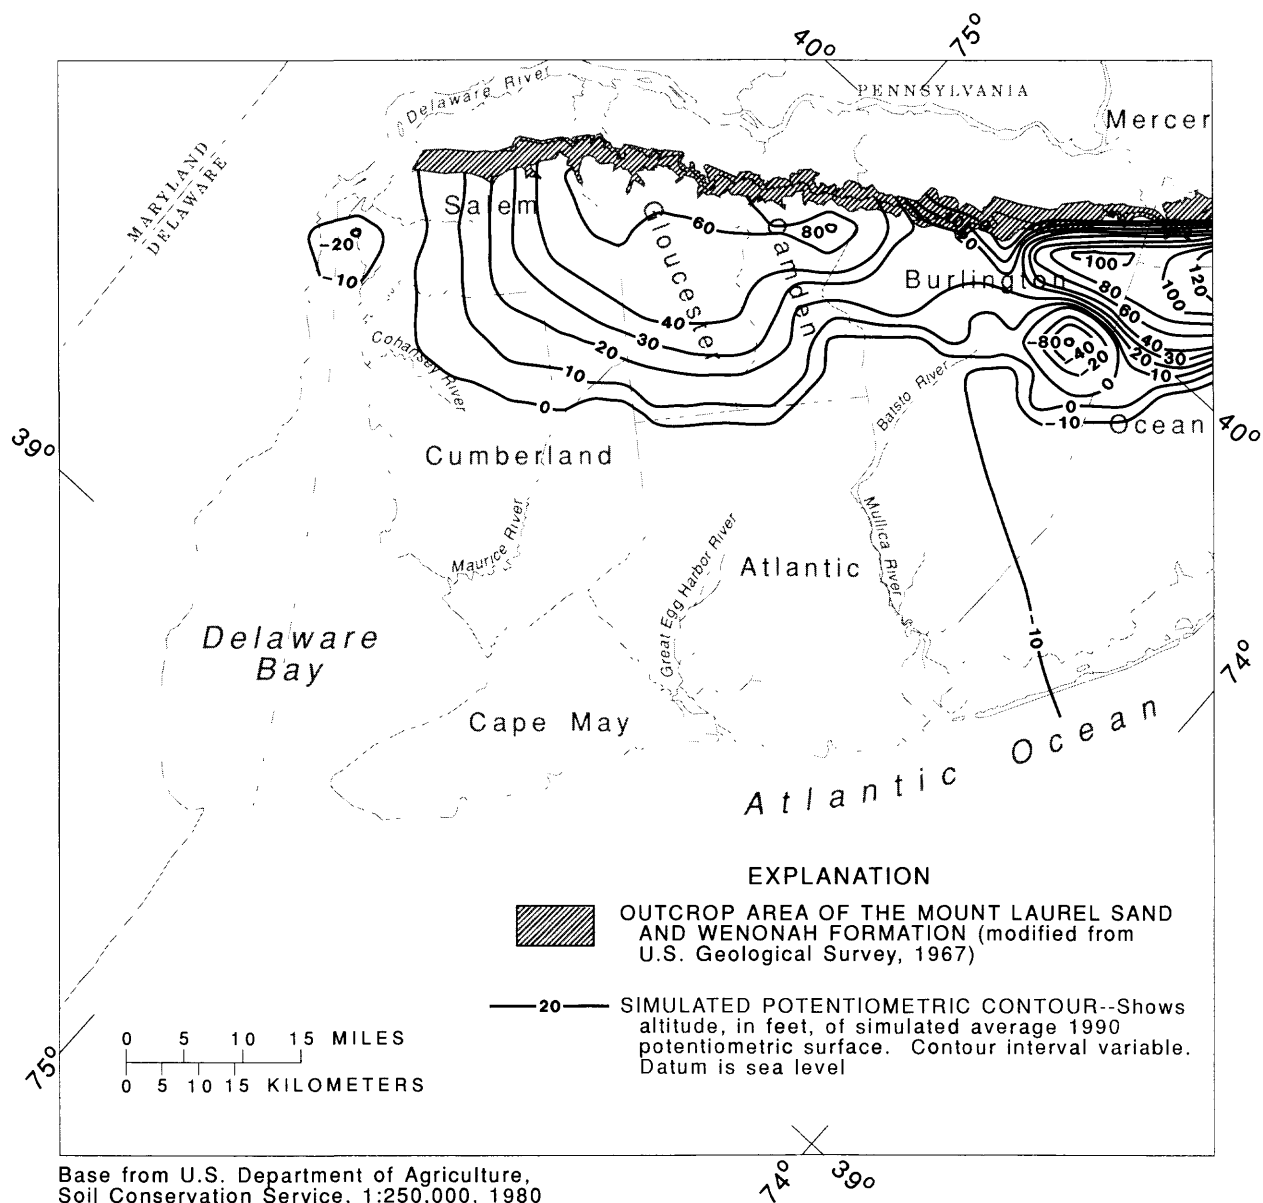 40°
75°
Delaware River
PENNSYLVANIA
Mercer
MARYLAND
DELAWARE
Salem
Gloucester
Camden
Burlington
60
80
20
-20
-10
100
80
60
100
120
40
30
20
10
0
-80
-40
-20
0
40
30
20
10
0
-10
Cohansey River
Batsto River
Ocean
40°
39°
Cumberland
Maurice River
Great Egg Harbor River
Mullica River
Atlantic
-10
Delaware
Bay
74°
Cape May
Atlantic Ocean
EXPLANATION
OUTCROP AREA OF THE MOUNT LAUREL SAND
AND WENONAH FORMATION (modified from
U.S. Geological Survey, 1967)
20
SIMULATED POTENTIOMETRIC CONTOUR--Shows
altitude, in feet, of simulated average 1990
potentiometric surface. Contour interval variable.
Datum is sea level
0 5 10 15 MILES
0 5 10 15 KILOMETERS
75°
74°
39°
Base from U.S. Department of Agriculture,
Soil Conservation Service, 1:250,000, 1980